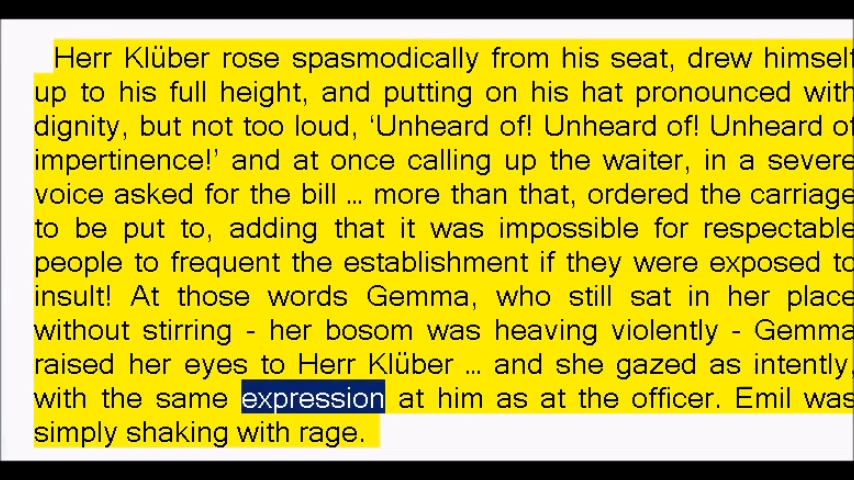 Herr Klüber rose spasmodically from his seat, drew himself
up to his full height, and putting on his hat pronounced with
dignity, but not too loud, ‘Unheard of! Unheard of! Unheard of
impertinence!’ and at once calling up the waiter, in a severe
voice asked for the bill ... more than that, ordered the carriage
to be put to, adding that it was impossible for respectable
people to frequent the establishment if they were exposed to
insult! At those words Gemma, who still sat in her place
without stirring - her bosom was heaving violently - Gemma
raised her eyes to Herr Klüber ... and she gazed as intently,
with the same expression at him as at the officer. Emil was
simply shaking with rage.